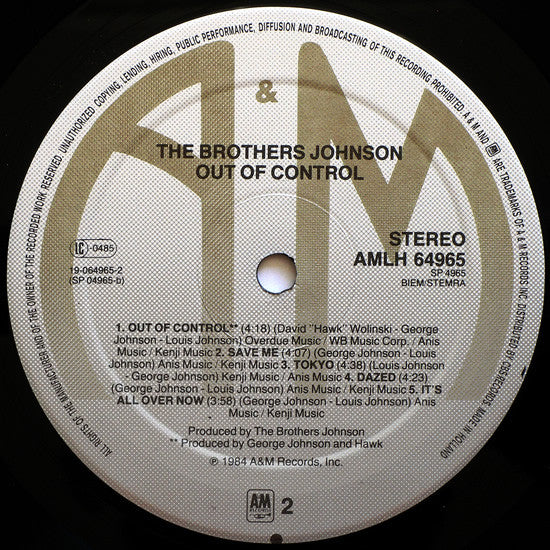 ALL RIGHTS OF THE MANUFACTURER AND OF THE OWNER OF THE RECORDED WORK RESERVED. UNAUTHORIZED COPYING, LENDING, HIRING, PUBLIC PERFORMANCE, DIFFUSION AND BROADCASTING OF THIS RECORDING PROHIBITED. A & M AND AM ARE TRADEMARKS OF A & M RECORDS INC. DISTRIBUTED BY CBS RECORDS. MADE IN HOLLAND
A & M
THE BROTHERS JOHNSON
OUT OF CONTROL
LC-0485
19-064965-2
(SP 04965-b)
STEREO
AMLH 64965
SP 4965
BIEM/STEMRA
1. OUT OF CONTROL** (4:18) (David "Hawk" Wolinski - George
Johnson - Louis Johnson) Overdue Music / WB Music Corp. / Anis
Music / Kenji Music 2. SAVE ME (4:07) (George Johnson - Louis
Johnson) Anis Music / Kenji Music 3. TOKYO (4:38) (Louis Johnson
- George Johnson) Kenji Music / Anis Music 4. DAZED (4:23)
(George Johnson - Louis Johnson) Anis Music / Kenji Music 5. IT'S
ALL OVER NOW (3:58) (George Johnson - Louis Johnson) Anis
Music / Kenji Music
Produced by The Brothers Johnson
** Produced by George Johnson and Hawk
℗ 1984 A&M Records, Inc.
AM
RECORDS
2